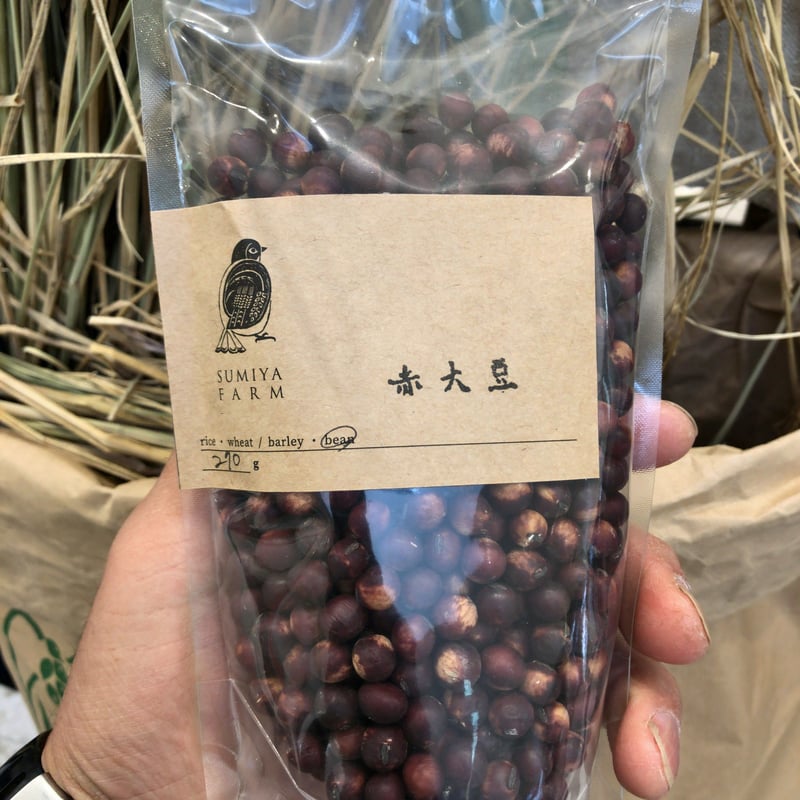 SUMIYA
FARM
赤大豆
rice・wheat / barley ・ bean
270 g